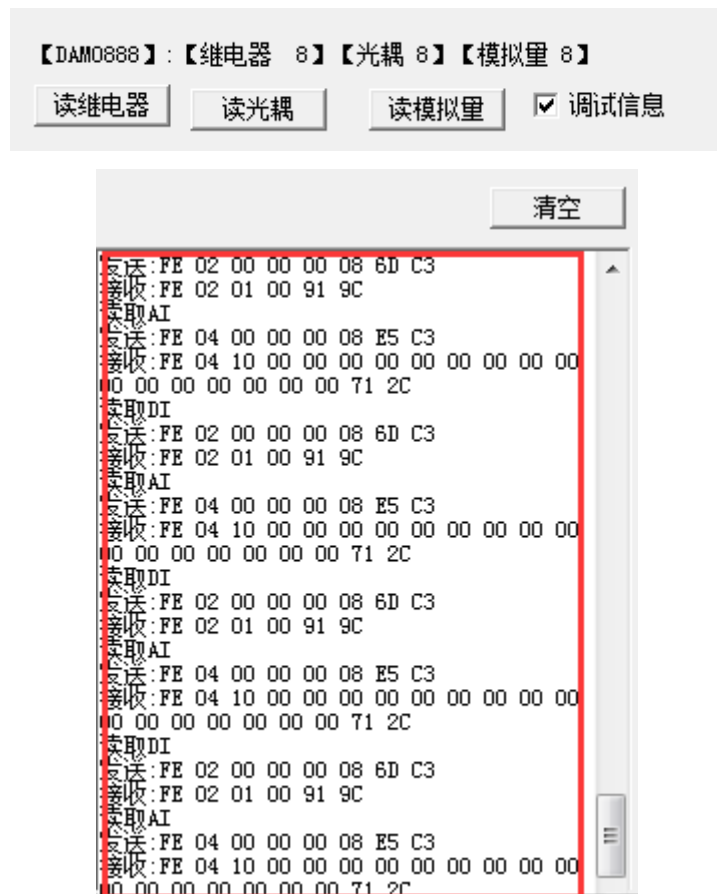 【DAM0888】:【继电器 8】【光耦 8】【模拟量 8】
读继电器 读光耦 读模拟量 调试信息
清空
发送:FE 02 00 00 00 08 6D C3
接收:FE 02 01 00 91 9C
读取AI
发送:FE 04 00 00 00 08 E5 C3
接收:FE 04 10 00 00 00 00 00 00 00 00 00
00 00 00 00 00 00 00 71 2C
读取DI
发送:FE 02 00 00 00 08 6D C3
接收:FE 02 01 00 91 9C
读取AI
发送:FE 04 00 00 00 08 E5 C3
接收:FE 04 10 00 00 00 00 00 00 00 00 00
00 00 00 00 00 00 00 71 2C
读取DI
发送:FE 02 00 00 00 08 6D C3
接收:FE 02 01 00 91 9C
读取AI
发送:FE 04 00 00 00 08 E5 C3
接收:FE 04 10 00 00 00 00 00 00 00 00 00
00 00 00 00 00 00 00 71 2C
读取DI
发送:FE 02 00 00 00 08 6D C3
接收:FE 02 01 00 91 9C
读取AI
发送:FE 04 00 00 00 08 E5 C3
接收:FE 04 10 00 00 00 00 00 00 00 00 00
00 00 00 00 00 00 00 71 2C